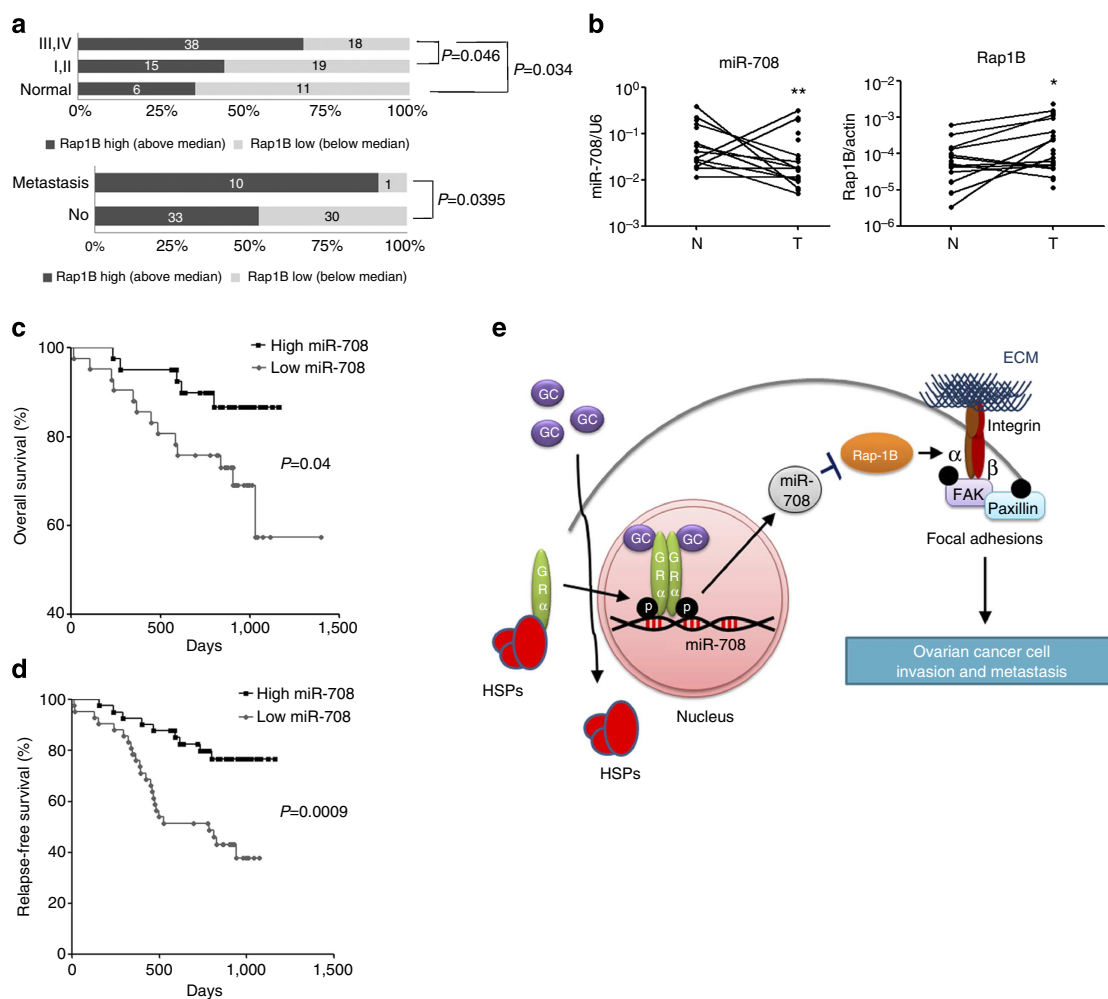 a
III,IV 38 18
I,II 15 19
Normal 6 11
P=0.046
P=0.034
0% 25% 50% 75% 100%
Rap1B high (above median) Rap1B low (below median)
Metastasis 10 1
No 33 30
P=0.0395
0% 25% 50% 75% 100%
Rap1B high (above median) Rap1B low (below median)
b
miR-708
**
miR-708/U6
10⁰
10⁻¹
10⁻²
10⁻³
N T
Rap1B
*
Rap1B/actin
10⁻²
10⁻³
10⁻⁴
10⁻⁵
10⁻⁶
N T
c
High miR-708
Low miR-708
P=0.04
Overall survival (%)
100
80
60
40
0 500 1,000 1,500
Days
d
High miR-708
Low miR-708
P=0.0009
Relapse-free survival (%)
100
80
60
40
20
0
0 500 1,000 1,500
Days
e
GC
GC
GC
ECM
Integrin
α
β
Rap-1B
miR-
708
FAK
Paxillin
Focal adhesions
GC GC
G R α
G R α
G R α
p p
miR-708
Nucleus
HSPs
HSPs
Ovarian cancer cell
invasion and metastasis